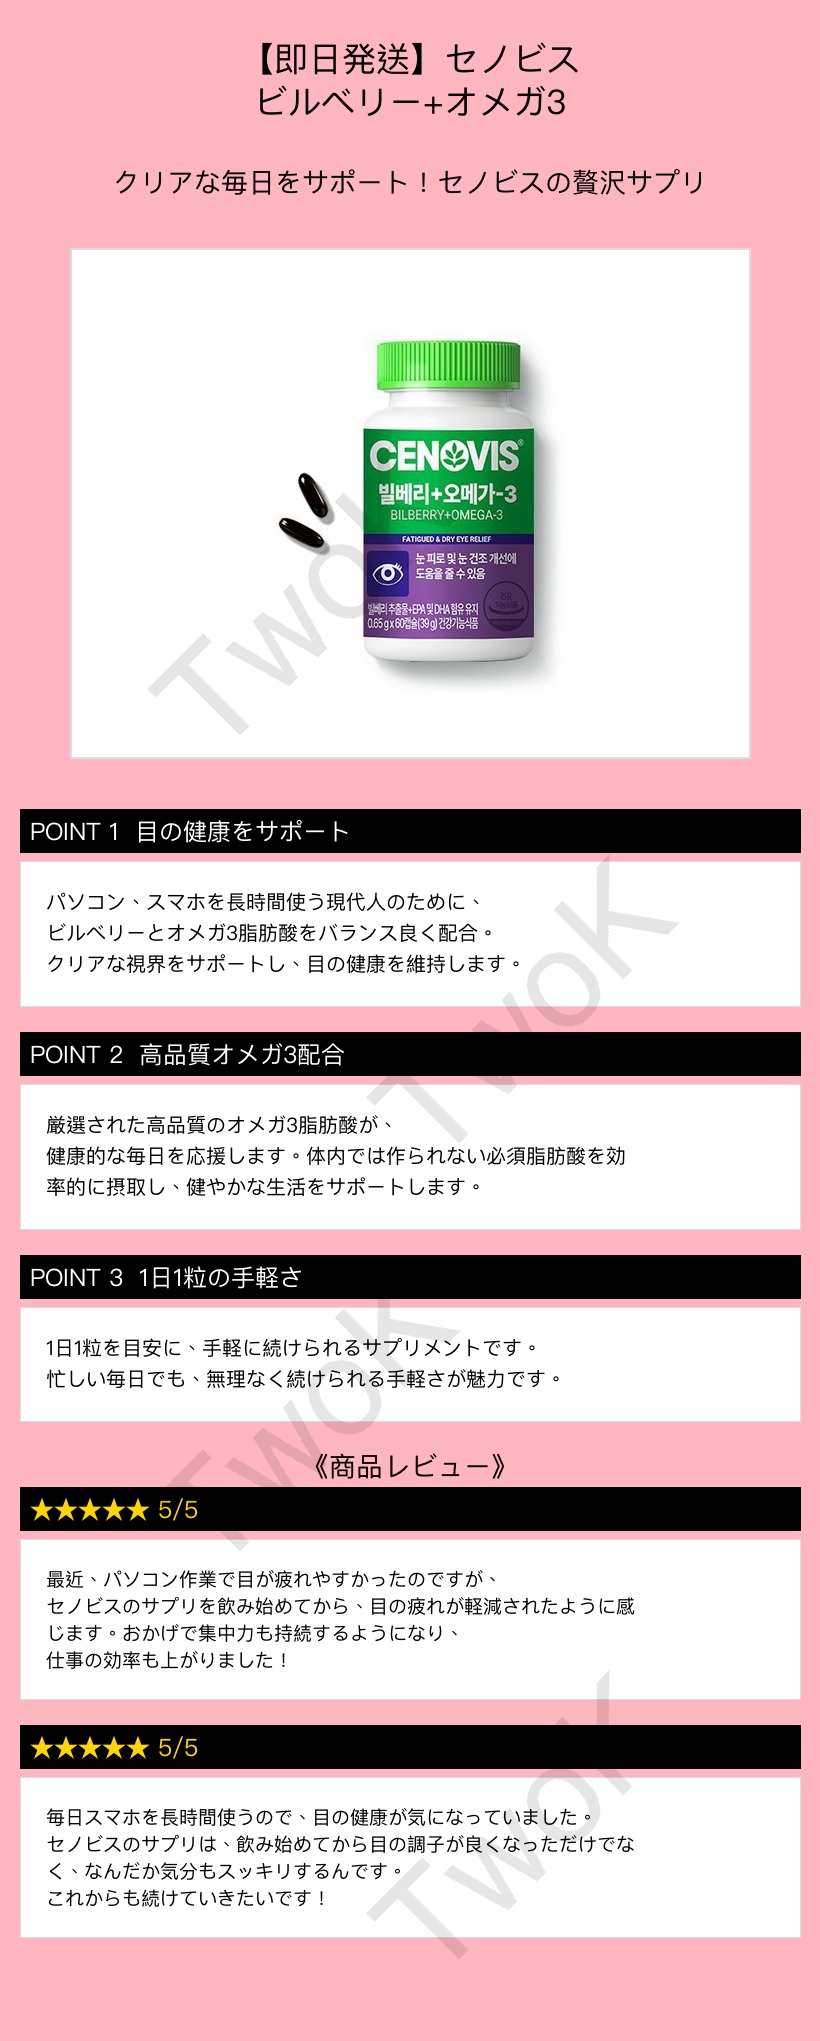 【即日発送】セノビス
ビルベリー+オメガ3
クリアな毎日をサポート！セノビスの贅沢サプリ
CENOVIS®
빌베리+오메가-3
BILBERRY+OMEGA-3
FATIGUED & DRY EYE RELIEF
눈 피로 및 눈 건조 개선에
도움을 줄 수 있음
건강
기능식품
빌베리 추출물+EPA 및 DHA 함유 유지
0.65 g x 60캡슐(39 g) 건강기능식품
TwoK
POINT 1 目の健康をサポート
パソコン、スマホを長時間使う現代人のために、
ビルベリーとオメガ3脂肪酸をバランス良く配合。
クリアな視界をサポートし、目の健康を維持します。
TwoK
POINT 2 高品質オメガ3配合
厳選された高品質のオメガ3脂肪酸が、
健康的な毎日を応援します。体内では作られない必須脂肪酸を効
率的に摂取し、健やかな生活をサポートします。
POINT 3 1日1粒の手軽さ
1日1粒を目安に、手軽に続けられるサプリメントです。
忙しい毎日でも、無理なく続けられる手軽さが魅力です。
TwoK
《商品レビュー》
★★★★★ 5/5
最近、パソコン作業で目が疲れやすかったのですが、
セノビスのサプリを飲み始めてから、目の疲れが軽減されたように感
じます。おかげで集中力も持続するようになり、
仕事の効率も上がりました！
★★★★★ 5/5
毎日スマホを長時間使うので、目の健康が気になっていました。
セノビスのサプリは、飲み始めてから目の調子が良くなっただけでな
く、なんだか気分もスッキリするんです。
これからも続けていきたいです！
TwoK